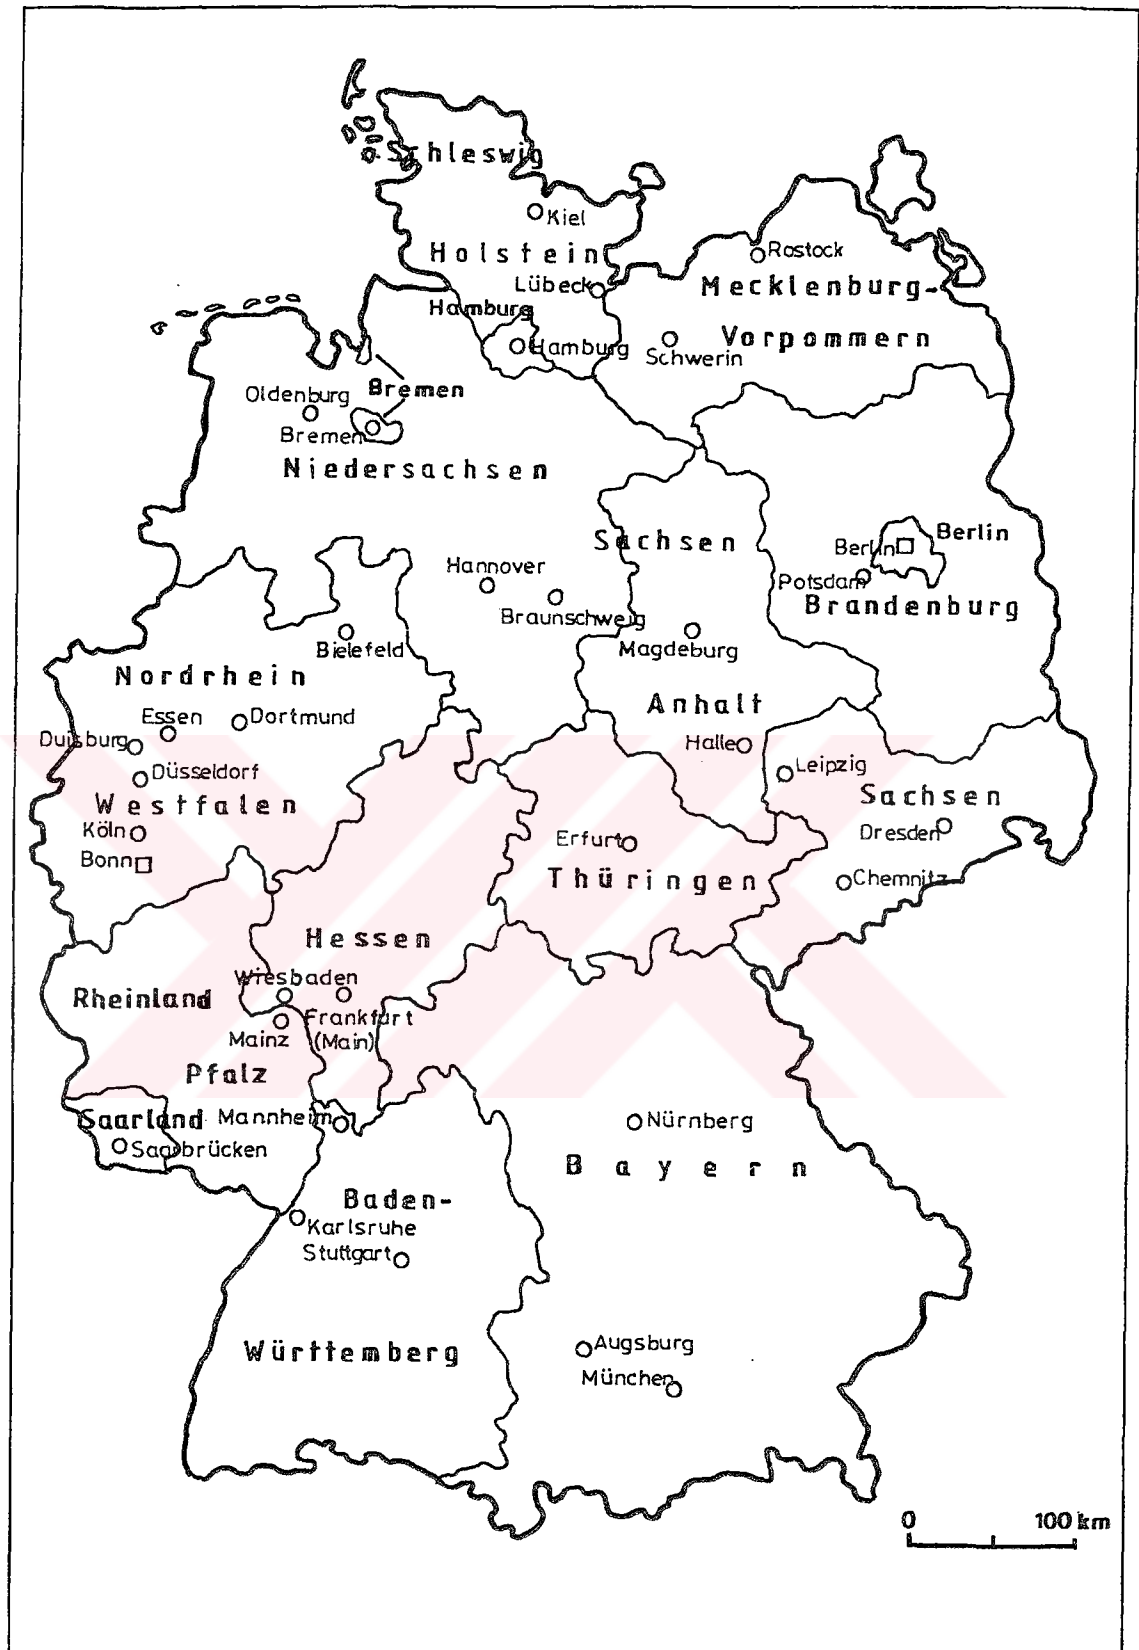 Schleswig
Kiel
Holstein
Rostock
Lübeck
Mecklenburg-
Hamburg
Vorpommern
Hamburg
Schwerin
Bremen
Oldenburg
Bremen
Niedersachsen
Sachsen
Berlin
Berlin
Hannover
Potsdam
Braunschweig
Brandenburg
Bielefeld
Magdeburg
Nordrhein
Anhalt
Essen
Dortmund
Duisburg
Halle
Leipzig
Düsseldorf
Sachsen
Westfalen
Köln
Dresden
Erfurt
Bonn
Thüringen
Chemnitz
Hessen
Wiesbaden
Rheinland
Frankfurt
(Main)
Mainz
Pfalz
Saarland
Mannheim
Nürnberg
Saarbrücken
Bayern
Baden-
Karlsruhe
Stuttgart
Württemberg
Augsburg
München
0 100 km